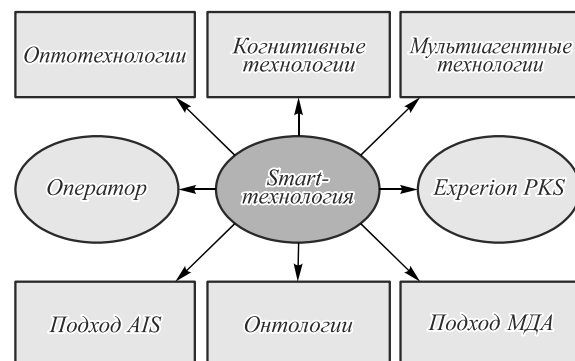 Оптотехнологии
Когнитивные
технологии
Мультиагентные
технологии
Оператор
Smart-
технология
Experion PKS
Подход AIS
Онтологии
Подход МДА